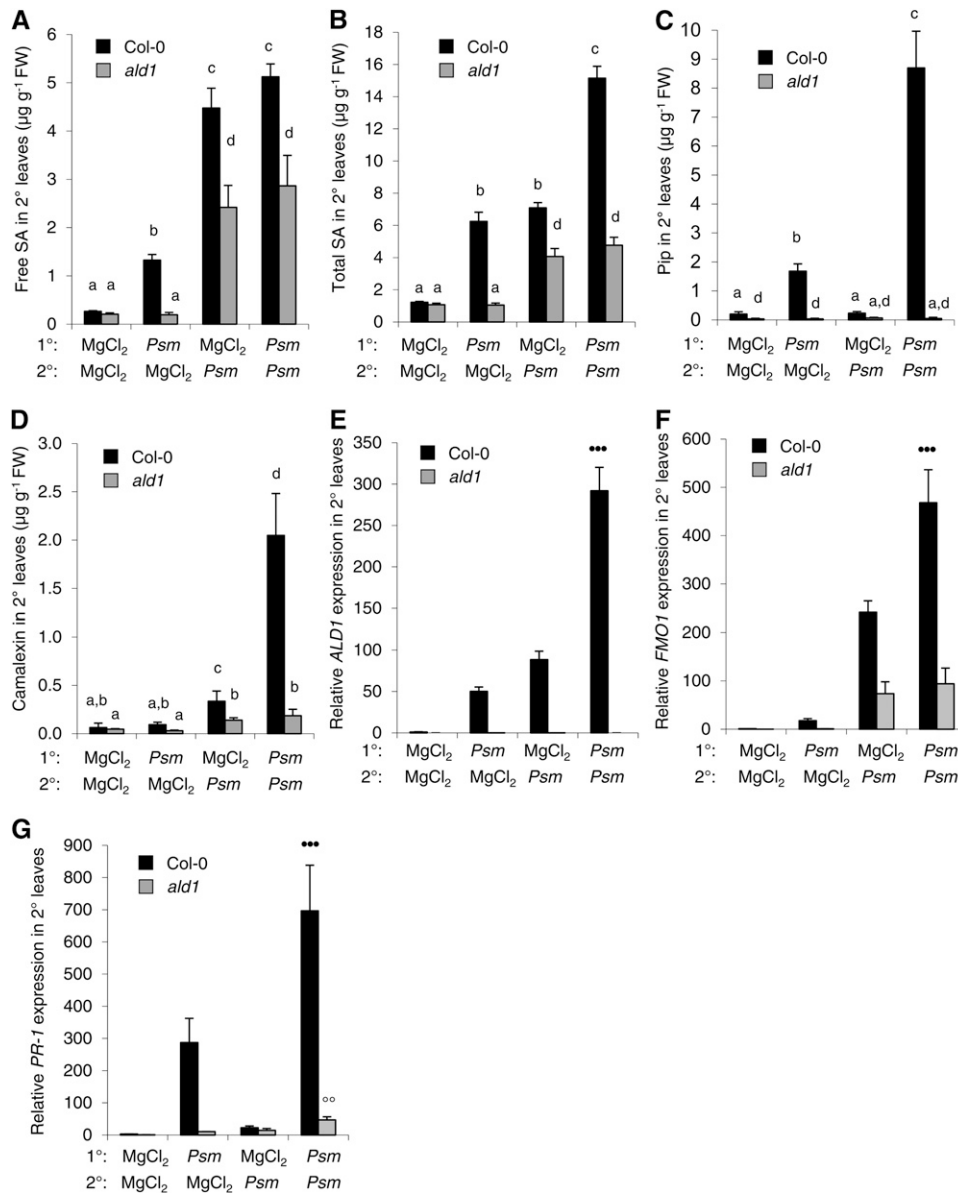 A
Free SA in 2° leaves (µg g⁻¹ FW)
6
5
4
3
2
1
0
Col-0
ald1
a a b a c d c d
1°: MgCl₂ Psm MgCl₂ Psm
2°: MgCl₂ MgCl₂ Psm Psm
B
Total SA in 2° leaves (µg g⁻¹ FW)
18
16
14
12
10
8
6
4
2
0
Col-0
ald1
a a b a b d c d
MgCl₂ Psm MgCl₂ Psm
MgCl₂ MgCl₂ Psm Psm
C
Pip in 2° leaves (µg g⁻¹ FW)
10
9
8
7
6
5
4
3
2
1
0
Col-0
ald1
a d b d a a,d c a,d
1°: MgCl₂ Psm MgCl₂ Psm
2°: MgCl₂ MgCl₂ Psm Psm
D
Camalexin in 2° leaves (µg g⁻¹ FW)
3.0
2.5
2.0
1.5
1.0
0.5
0.0
Col-0
ald1
a,b a a,b a c b d b
1°: MgCl₂ Psm MgCl₂ Psm
2°: MgCl₂ MgCl₂ Psm Psm
E
Relative ALD1 expression in 2° leaves
350
300
250
200
150
100
50
0
Col-0
ald1
•••
1°: MgCl₂ Psm MgCl₂ Psm
2°: MgCl₂ MgCl₂ Psm Psm
F
Relative FMO1 expression in 2° leaves
600
500
400
300
200
100
0
Col-0
ald1
•••
1°: MgCl₂ Psm MgCl₂ Psm
2°: MgCl₂ MgCl₂ Psm Psm
G
Relative PR-1 expression in 2° leaves
900
800
700
600
500
400
300
200
100
0
Col-0
ald1
•••
°°
1°: MgCl₂ Psm MgCl₂ Psm
2°: MgCl₂ MgCl₂ Psm Psm